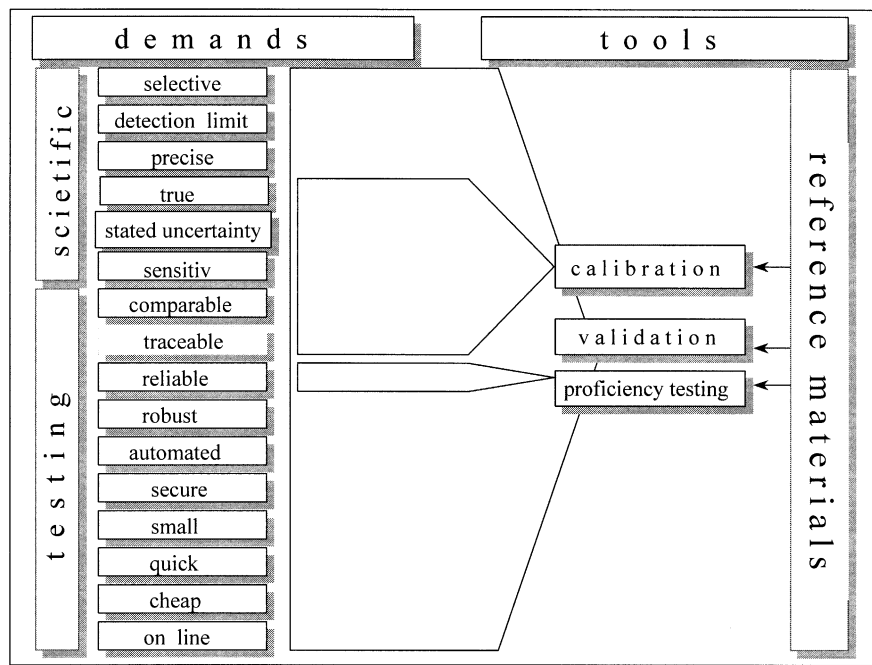 demands
tools
scietific
selective
detection limit
precise
true
stated uncertainty
sensitiv
testing
comparable
traceable
reliable
robust
automated
secure
small
quick
cheap
on line
calibration
validation
proficiency testing
reference materials